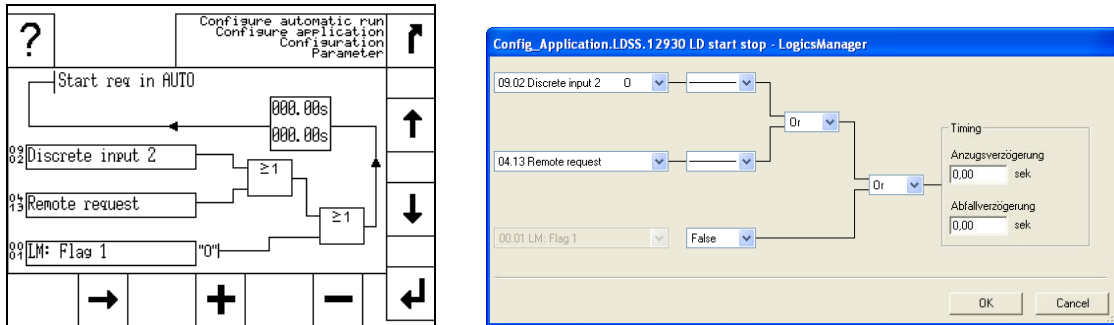 ?
Configure automatic run
Configure application
Configuration
Parameter
Start req in AUTO
000.00s
000.00s
09
02 Discrete input 2
≥1
04
13 Remote request
≥1
00
01 LM: Flag 1 "0"
Config_Application.LDSS.12930 LD start stop - LogicsManager
09.02 Discrete input 2 0
Or
04.13 Remote request
Or
00.01 LM: Flag 1 False
Timing
Anzugsverzögerung
0,00 sek
Abfallverzögerung
0,00 sek
OK Cancel